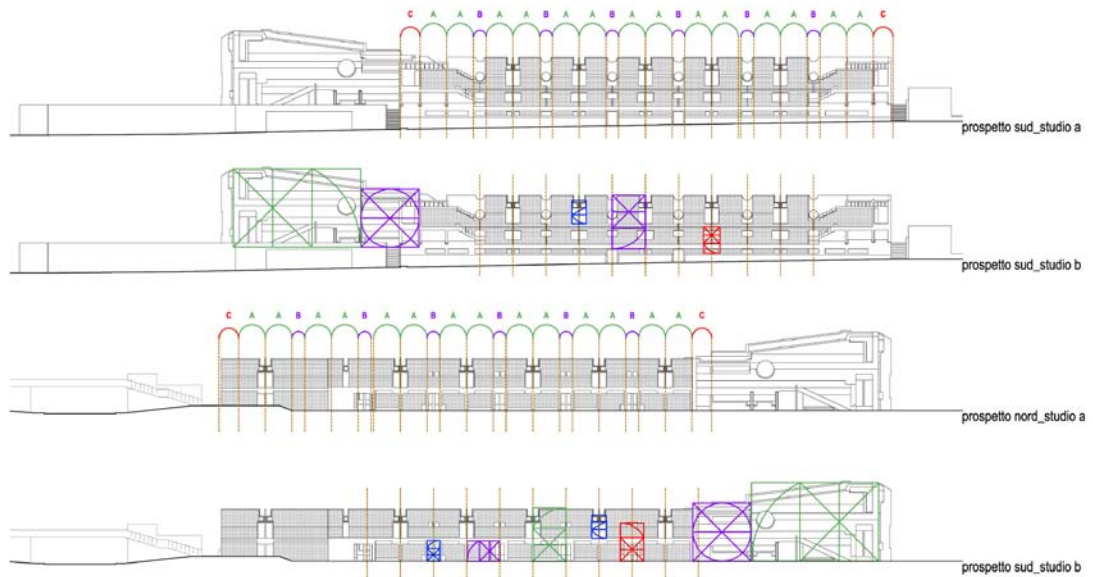 C A A B A A B A A B A A B A A B A A B A A C
prospetto sud_studio a
prospetto sud_studio b
C A A B A A B A A B A A B A A B A A B A A C
prospetto nord_studio a
prospetto sud_studio b